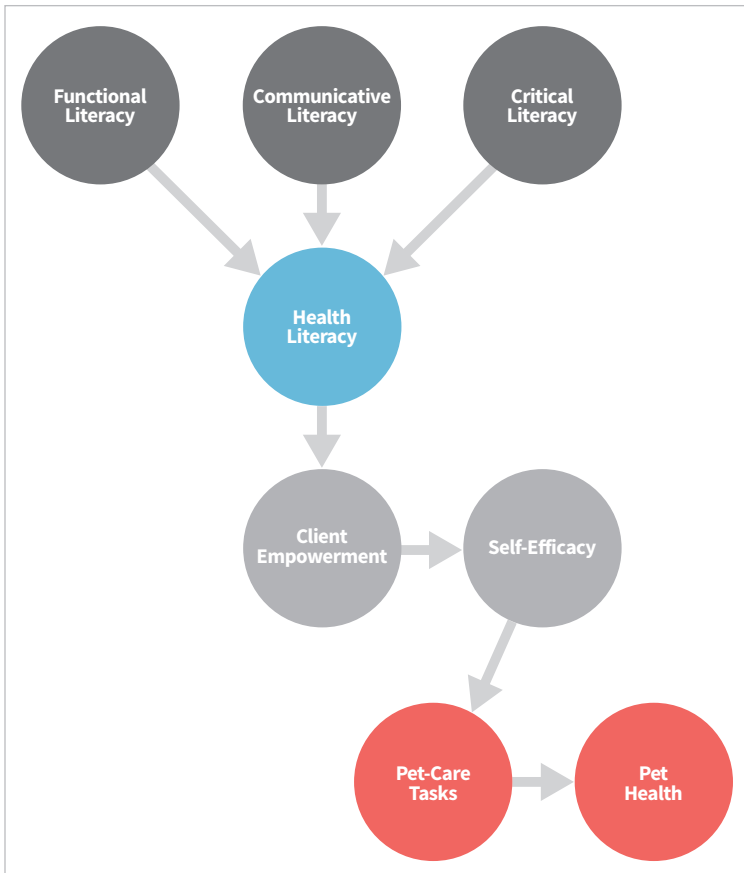 Functional
Literacy
Communicative
Literacy
Critical
Literacy
Health
Literacy
Client
Empowerment
Self-Efficacy
Pet-Care
Tasks
Pet
Health